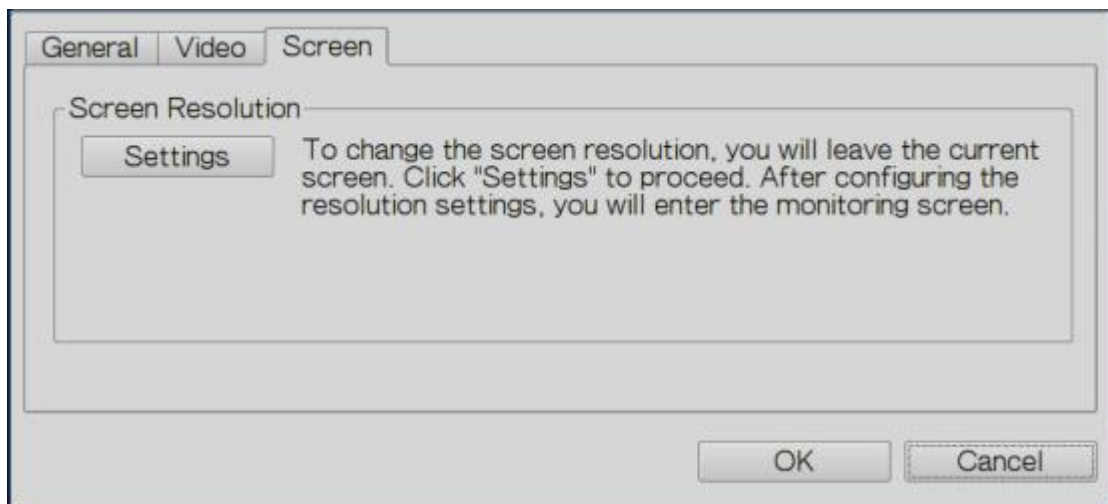 General Video Screen
Screen Resolution
Settings
To change the screen resolution, you will leave the current
screen. Click "Settings" to proceed. After configuring the
resolution settings, you will enter the monitoring screen.
OK Cancel